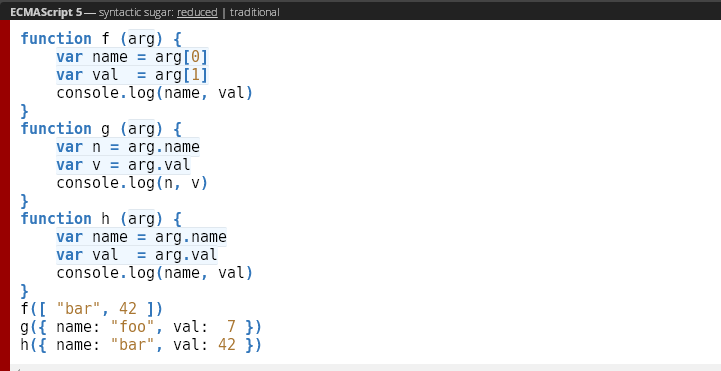 ECMAScript 5 — syntactic sugar: reduced | traditional
function f (arg) {
    var name = arg[0]
    var val  = arg[1]
    console.log(name, val)
}
function g (arg) {
    var n = arg.name
    var v = arg.val
    console.log(n, v)
}
function h (arg) {
    var name = arg.name
    var val  = arg.val
    console.log(name, val)
}
f([ "bar", 42 ])
g({ name: "foo", val:  7 })
h({ name: "bar", val: 42 })